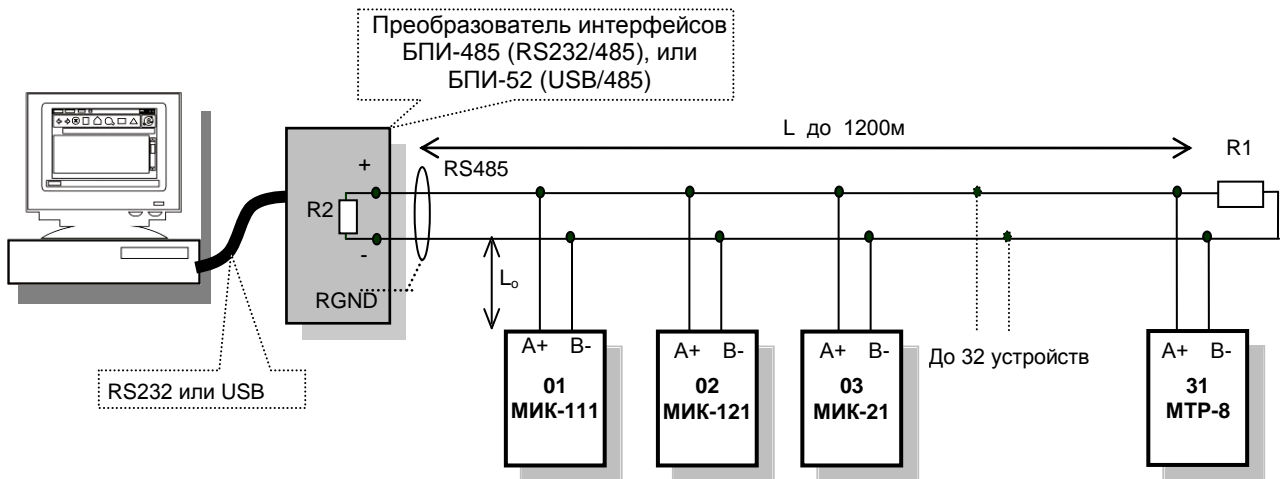 Преобразователь интерфейсов
БПИ-485 (RS232/485), или
БПИ-52 (USB/485)
L до 1200м
R1
+
RS485
R2
-
RGND
Lo
A+ B-
01
МИК-111
A+ B-
02
МИК-121
A+ B-
03
МИК-21
До 32 устройств
A+ B-
31
МТР-8
RS232 или USB